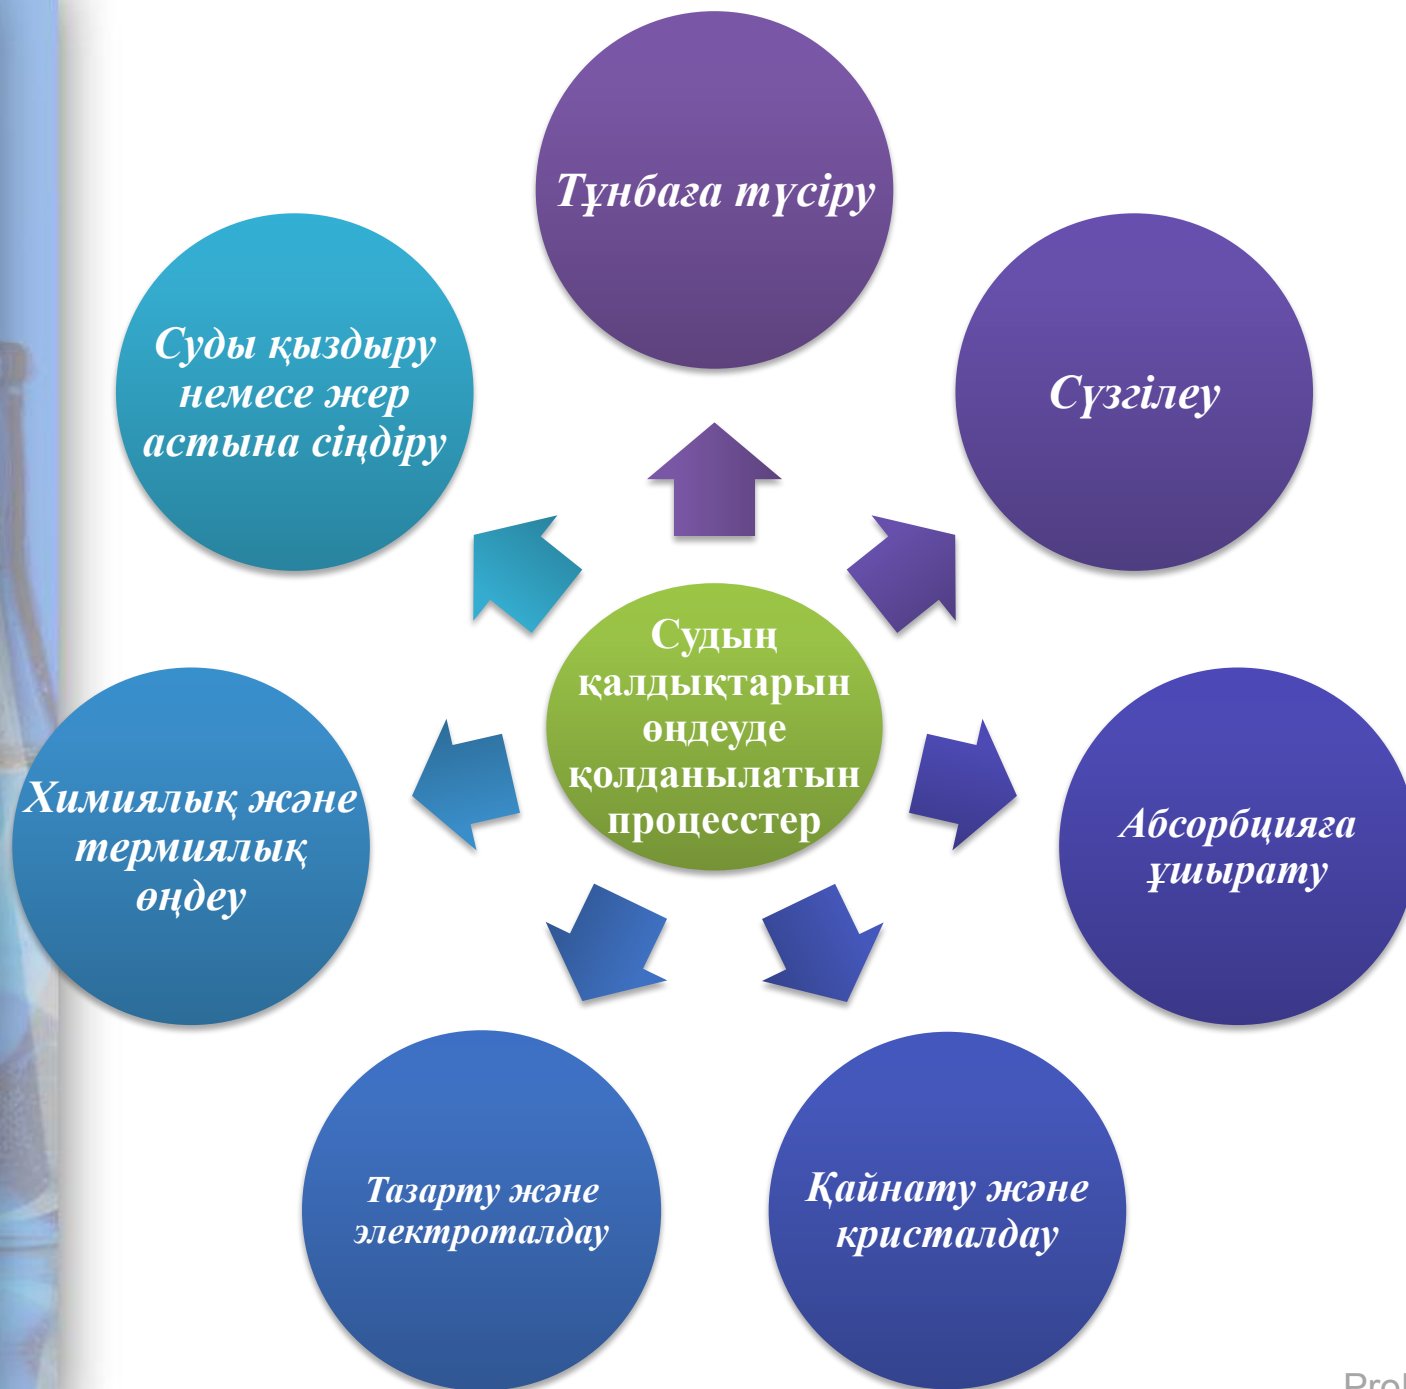 Тұнбаға түсіру
Сүзгілеу
Абсорбцияға
ұшырату
Қайнату және
кристалдау
Тазарту және
электроталдау
Химиялық және
термиялық
өңдеу
Суды қыздыру
немесе жер
астына сіңдіру
Судың
қалдықтарын
өңдеуде
қолданылатын
процесстер